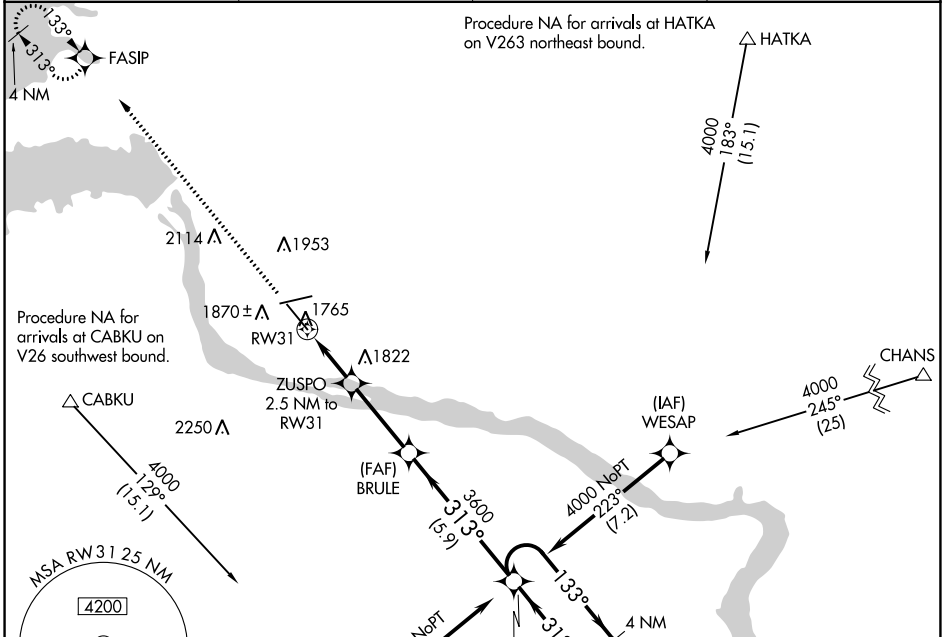 Procedure NA for arrivals at HATKA
on V263 northeast bound.
HATKA
133°
313°
FASIP
4 NM
4000
183°
(15.1)
2114
1953
1870 ±
1765
RW31
Procedure NA for
arrivals at CABKU on
V26 southwest bound.
1822
CHANS
ZUSPO
2.5 NM to
RW31
4000
245°
(25)
CABKU
2250
(IAF)
WESAP
(FAF)
BRULE
4000
129°
(15.1)
4000 NoPT
223°
(7.2)
3600
313°
(5.9)
MSA RW31 25 NM
4200
133°
4 NM
NoPT